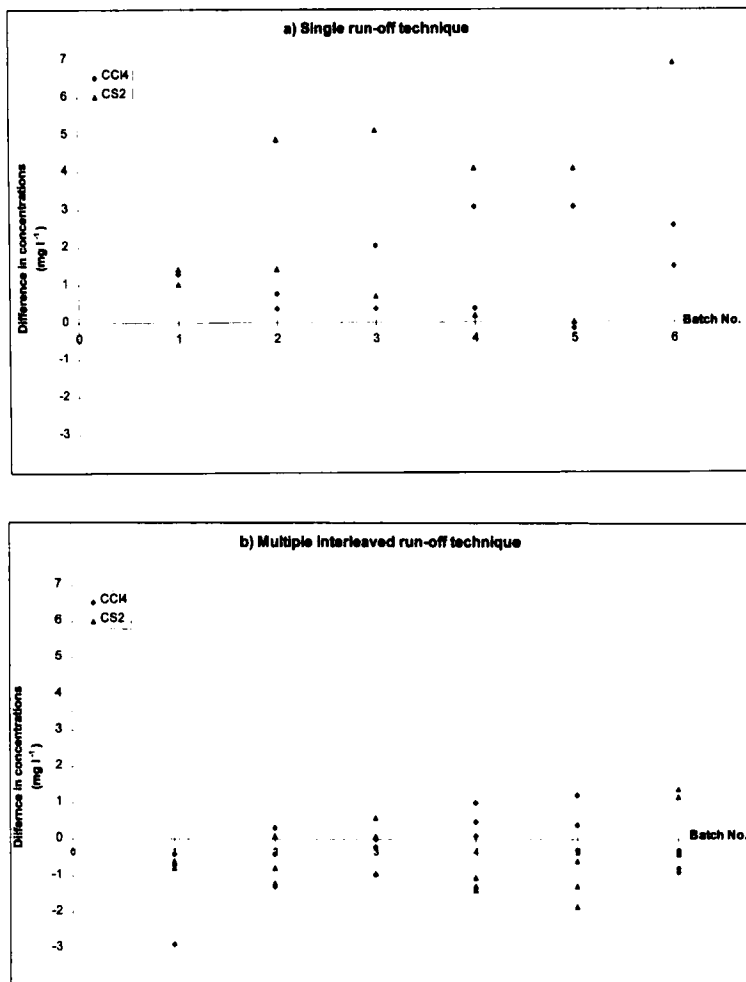 a) Single run-off technique
7
CCl4
6
CS2
5
4
3
2
1
0
Batch No.
0 1 2 3 4 5 6
-1
-2
-3
Difference in concentrations
(mg l⁻¹)
b) Multiple interleaved run-off technique
7
CCl4
6
CS2
5
4
3
2
1
0
Batch No.
0 1 2 3 4
-1
-2
-3
Differnce in concentrations
(mg l⁻¹)